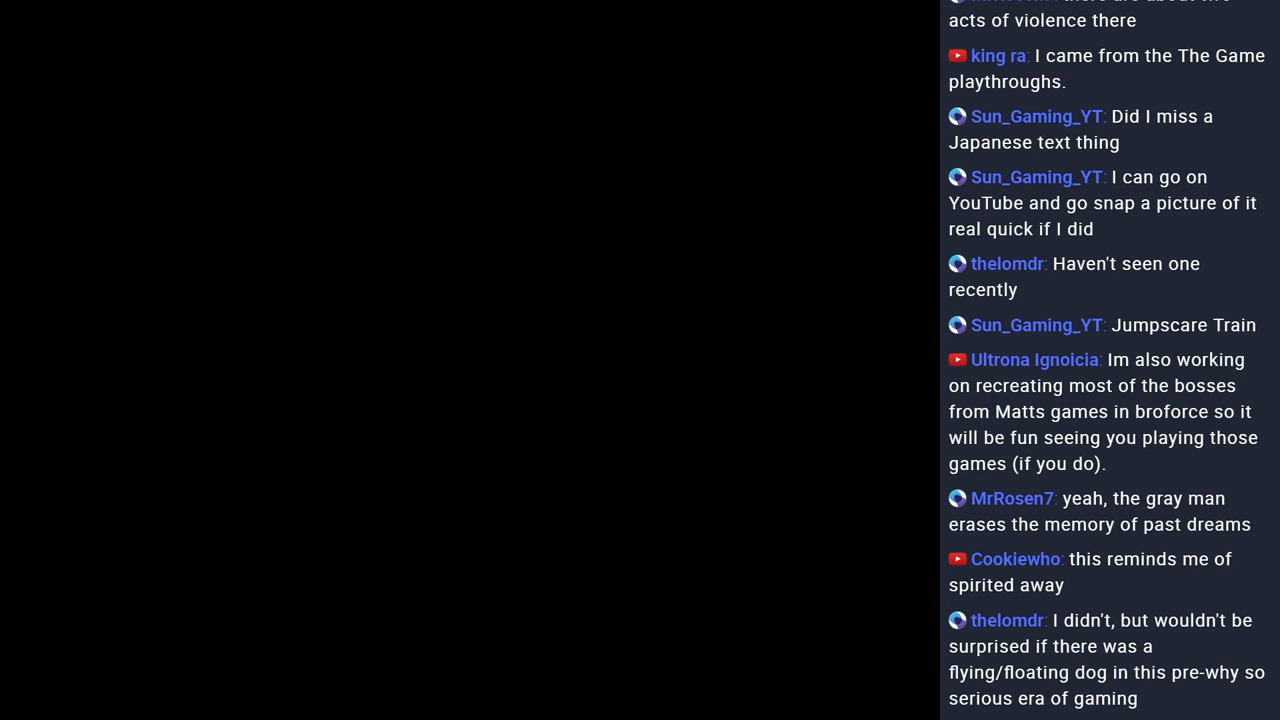 acts of violence there
king ra: I came from the The Game
playthroughs.
Sun_Gaming_YT: Did I miss a
Japanese text thing
Sun_Gaming_YT: I can go on
YouTube and go snap a picture of it
real quick if I did
thelomdr: Haven't seen one
recently
Sun_Gaming_YT: Jumpscare Train
Ultrona Ignoicia: Im also working
on recreating most of the bosses
from Matts games in broforce so it
will be fun seeing you playing those
games (if you do).
MrRosen7: yeah, the gray man
erases the memory of past dreams
Cookiewho: this reminds me of
spirited away
thelomdr: I didn't, but wouldn't be
surprised if there was a
flying/floating dog in this pre-why so
serious era of gaming